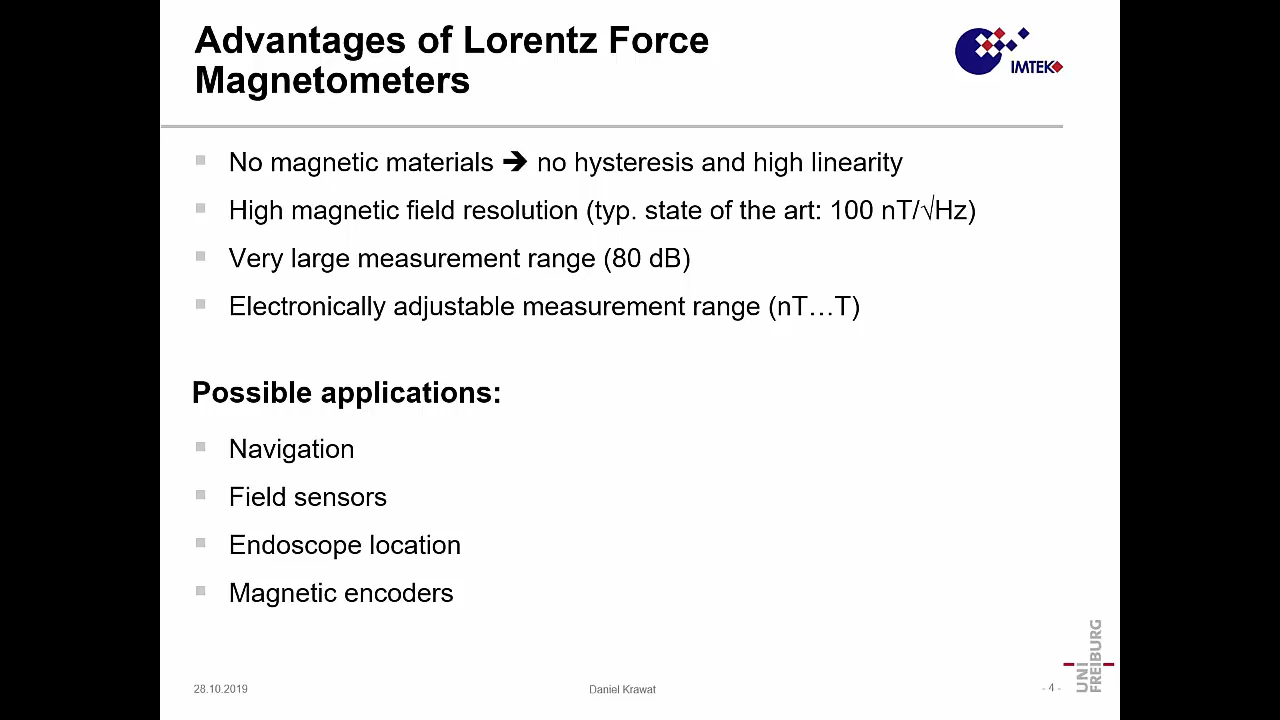 Advantages of Lorentz Force
Magnetometers
IMTEK
No magnetic materials ➔ no hysteresis and high linearity
High magnetic field resolution (typ. state of the art: 100 nT/√Hz)
Very large measurement range (80 dB)
Electronically adjustable measurement range (nT…T)
Possible applications:
Navigation
Field sensors
Endoscope location
Magnetic encoders
28.10.2019
Daniel Krawat
- 4 -
UNI
FREIBURG